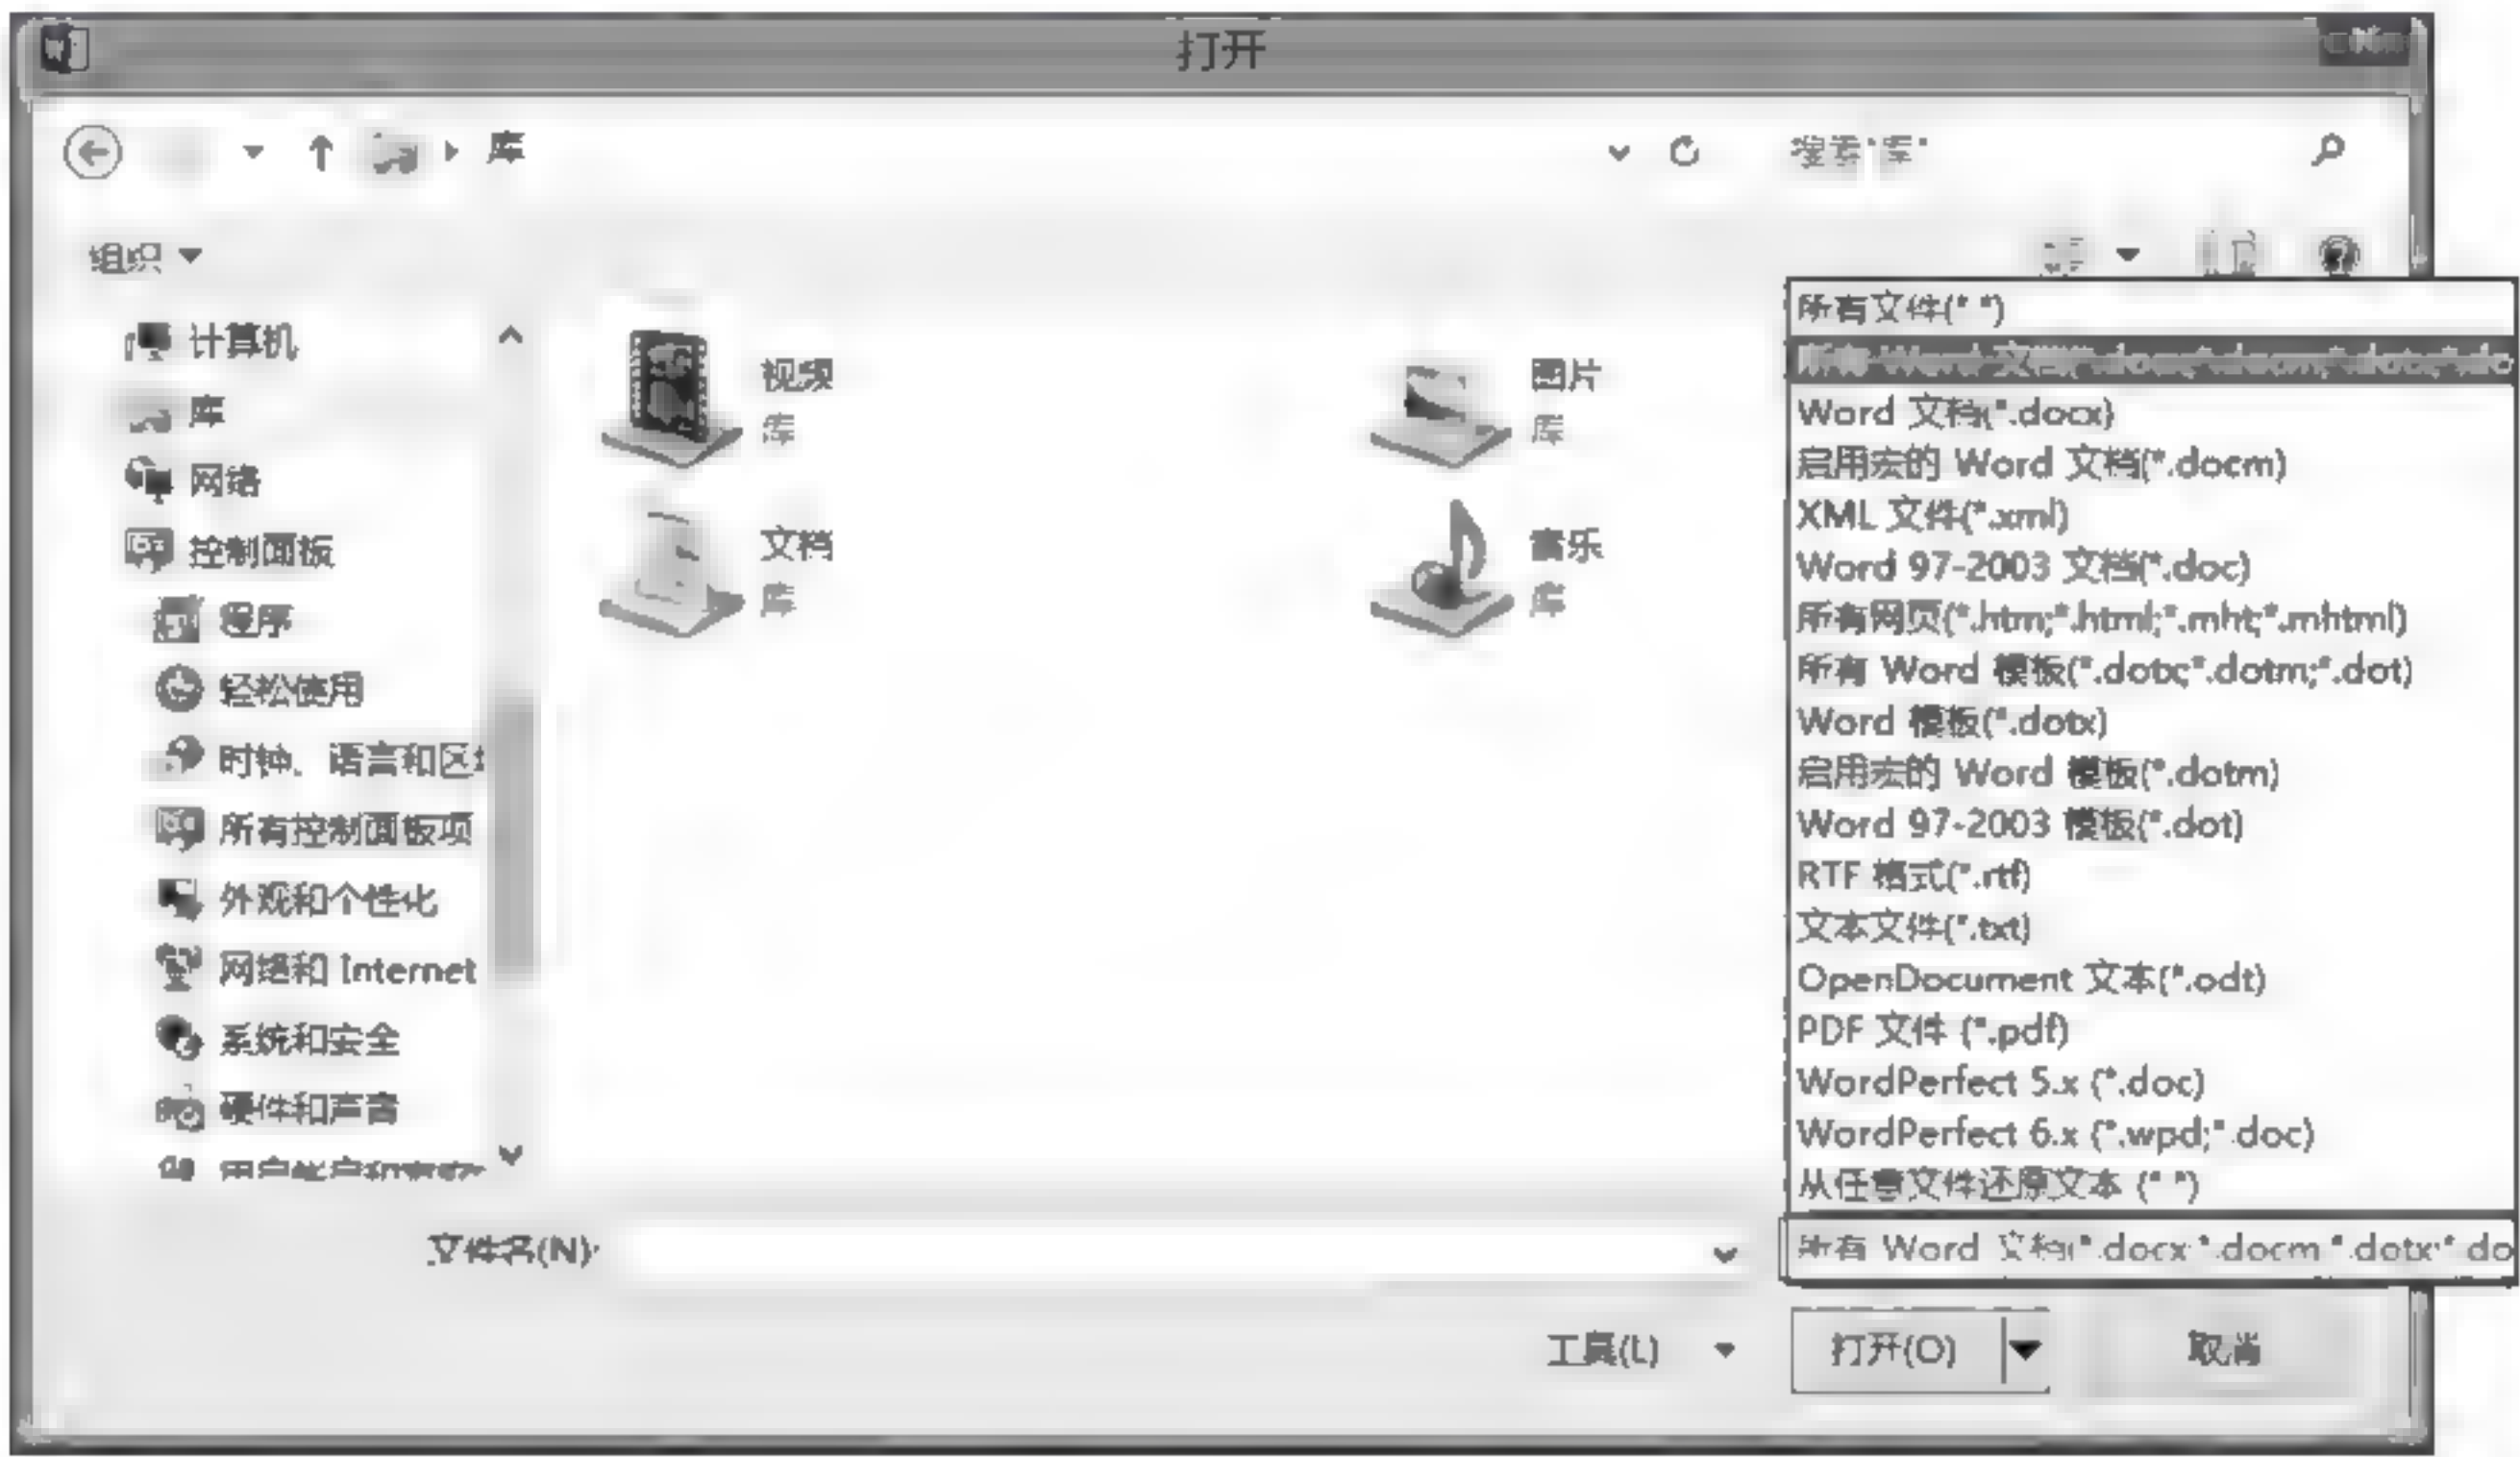 打开
库
搜索"库"
组织
计算机
库
网络
控制面板
程序
轻松使用
时钟、语言和区
所有控制面板项
外观和个性化
网络和 Internet
系统和安全
硬件和声音
视频
库
图片
库
文档
库
音乐
库
所有文件(*.*)
所有 Word 文档(*.docx;*.docm;*.dotx;*.do
Word 文档(*.docx)
启用宏的 Word 文档(*.docm)
XML 文件(*.xml)
Word 97-2003 文档(*.doc)
所有网页(*.htm;*.html;*.mht;*.mhtml)
所有 Word 模板(*.dotx;*.dotm;*.dot)
Word 模板(*.dotx)
启用宏的 Word 模板(*.dotm)
Word 97-2003 模板(*.dot)
RTF 格式(*.rtf)
文本文件(*.txt)
OpenDocument 文本(*.odt)
PDF 文件 (*.pdf)
WordPerfect 5.x (*.doc)
WordPerfect 6.x (*.wpd;*.doc)
从任意文件还原文本 (*.*)
文件名(N):
所有 Word 文档(*.docx;*.docm;*.dotx;*.do
工具(L)
打开(O)
取消